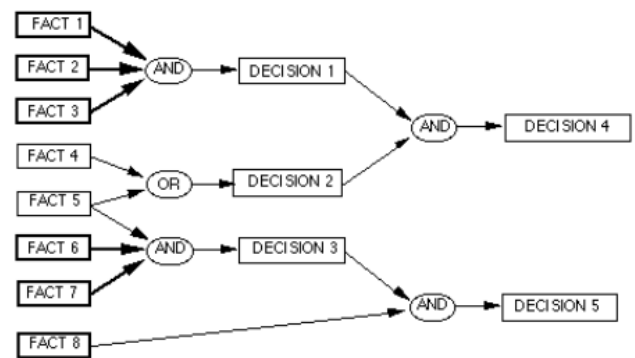 FACT 1
FACT 2
AND
DECISION 1
FACT 3
AND
DECISION 4
FACT 4
OR
DECISION 2
FACT 5
FACT 6
AND
DECISION 3
FACT 7
AND
DECISION 5
FACT 8